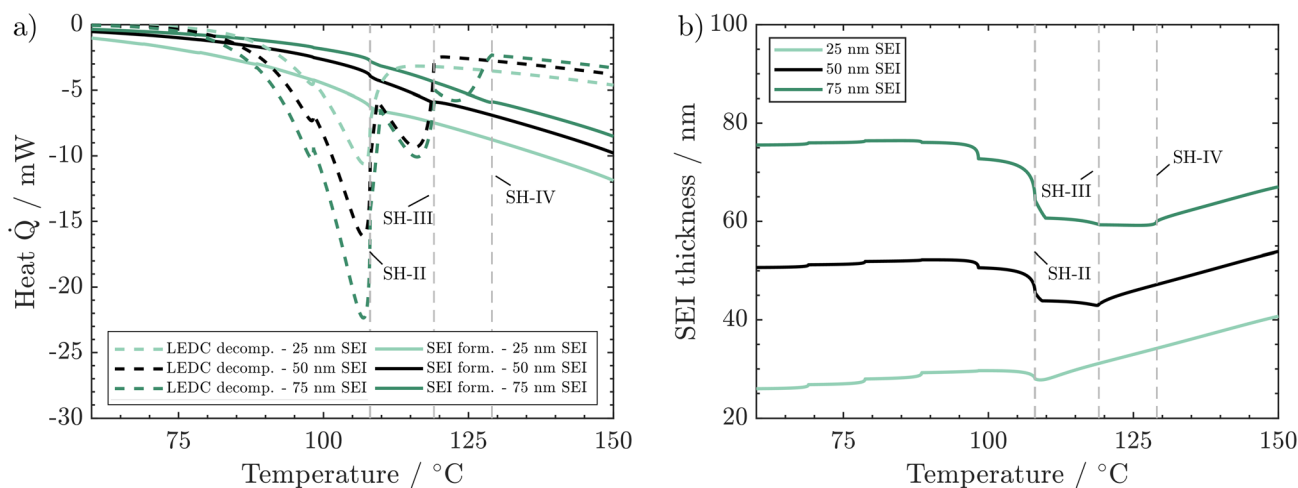 a)
0
-5
-10
-15
-20
-25
-30
Heat Q̇ / mW
SH-III
SH-IV
SH-II
LEDC decomp. - 25 nm SEI
LEDC decomp. - 50 nm SEI
LEDC decomp. - 75 nm SEI
SEI form. - 25 nm SEI
SEI form. - 50 nm SEI
SEI form. - 75 nm SEI
75 100 125 150
Temperature / °C
b)
100
80
60
40
20
SEI thickness / nm
25 nm SEI
50 nm SEI
75 nm SEI
SH-IV
SH-III
SH-II
75 100 125 150
Temperature / °C